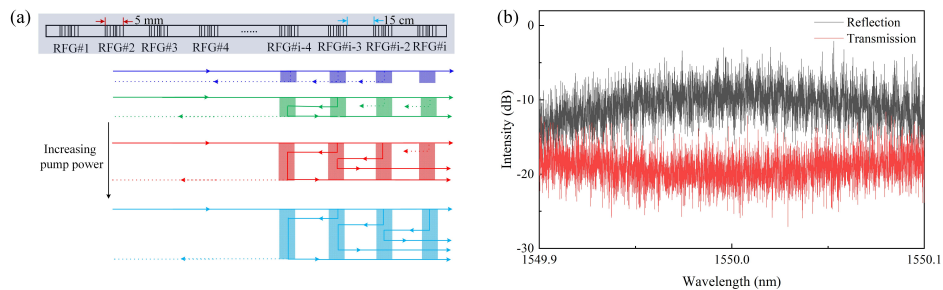 (a)
5 mm
15 cm
RFG#1 RFG#2 RFG#3 RFG#4 ...... RFG#i-4 RFG#i-3 RFG#i-2 RFG#i
Increasing
pump power
(b)
Reflection
Transmission
Intensity (dB)
0
-10
-20
-30
1549.9 1550.0 1550.1
Wavelength (nm)